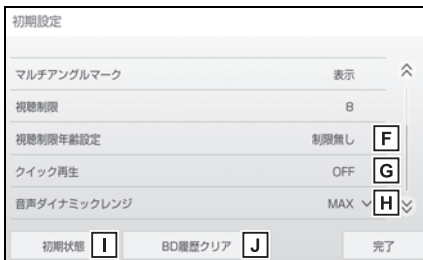 初期設定
マルチアングルマーク 表示
視聴制限 8
視聴制限年齢設定 制限無し F
クイック再生 OFF G
音声ダイナミックレンジ MAX H
初期状態 I BD履歴クリア J 完了